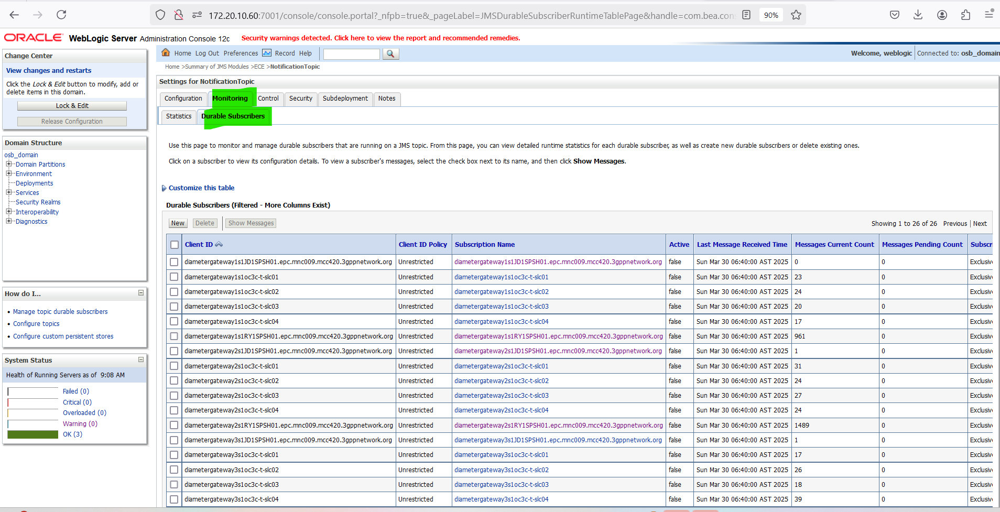 172.20.10.60:7001/console/console.portal?_nfpb=true&_pageLabel=JMSDurableSubscriberRuntimeTablePage&handle=com.bea.cons
90%
ORACLE WebLogic Server Administration Console 12c
Security warnings detected. Click here to view the report and recommended remedies.
Change Center
View changes and restarts
Click the Lock & Edit button to modify, add or
delete items in this domain.
Lock & Edit
Release Configuration
Domain Structure
osb_domain
Domain Partitions
Environment
Deployments
Services
Security Realms
Interoperability
Diagnostics
How do I...
Manage topic durable subscribers
Configure topics
Configure custom persistent stores
System Status
Health of Running Servers as of 9:08 AM
Failed (0)
Critical (0)
Overloaded (0)
Warning (0)
OK (3)
Home Log Out Preferences Record Help
Welcome, weblogic Connected to: osb_domain
Home >Summary of JMS Modules >ECE >NotificationTopic
Settings for NotificationTopic
Configuration Monitoring Control Security Subdeployment Notes
Statistics Durable Subscribers
Use this page to monitor and manage durable subscribers that are running on a JMS topic. From this page, you can view detailed runtime statistics for each durable subscriber, as well as create new durable subscribers or delete existing ones.
Click on a subscriber to view its configuration details. To view a subscriber's messages, select the check box next to its name, and then click Show Messages.
Customize this table
Durable Subscribers (Filtered - More Columns Exist)
New Delete Show Messages Showing 1 to 26 of 26 Previous Next
Client ID Client ID Policy Subscription Name Active Last Message Received Time Messages Current Count Messages Pending Count Subscr
diametergateway1s1JD1SPSH01.epc.mnc009.mcc420.3gppnetwork.org Unrestricted diametergateway1s1JD1SPSH01.epc.mnc009.mcc420.3gppnetwork.org false Sun Mar 30 06:40:00 AST 2025 0 0 Exclusiv
diametergateway1s1oc3c-t-slc01 Unrestricted diametergateway1s1oc3c-t-slc01 false Sun Mar 30 06:40:00 AST 2025 23 0 Exclusiv
diametergateway1s1oc3c-t-slc02 Unrestricted diametergateway1s1oc3c-t-slc02 false Sun Mar 30 06:40:00 AST 2025 24 0 Exclusiv
diametergateway1s1oc3c-t-slc03 Unrestricted diametergateway1s1oc3c-t-slc03 false Sun Mar 30 06:40:00 AST 2025 20 0 Exclusiv
diametergateway1s1oc3c-t-slc04 Unrestricted diametergateway1s1oc3c-t-slc04 false Sun Mar 30 06:40:00 AST 2025 17 0 Exclusiv
diametergateway1s1RY1SPSH01.epc.mnc009.mcc420.3gppnetwork.org Unrestricted diametergateway1s1RY1SPSH01.epc.mnc009.mcc420.3gppnetwork.org false Sun Mar 30 06:40:00 AST 2025 961 0 Exclusiv
diametergateway2s1JD1SPSH01.epc.mnc009.mcc420.3gppnetwork.org Unrestricted diametergateway2s1JD1SPSH01.epc.mnc009.mcc420.3gppnetwork.org false Sun Mar 30 06:40:00 AST 2025 1 0 Exclusiv
diametergateway2s1oc3c-t-slc01 Unrestricted diametergateway2s1oc3c-t-slc01 false Sun Mar 30 06:40:00 AST 2025 31 0 Exclusiv
diametergateway2s1oc3c-t-slc02 Unrestricted diametergateway2s1oc3c-t-slc02 false Sun Mar 30 06:40:00 AST 2025 24 0 Exclusiv
diametergateway2s1oc3c-t-slc03 Unrestricted diametergateway2s1oc3c-t-slc03 false Sun Mar 30 06:40:00 AST 2025 27 0 Exclusiv
diametergateway2s1oc3c-t-slc04 Unrestricted diametergateway2s1oc3c-t-slc04 false Sun Mar 30 06:40:00 AST 2025 24 0 Exclusiv
diametergateway2s1RY1SPSH01.epc.mnc009.mcc420.3gppnetwork.org Unrestricted diametergateway2s1RY1SPSH01.epc.mnc009.mcc420.3gppnetwork.org false Sun Mar 30 06:40:00 AST 2025 1489 0 Exclusiv
diametergateway3s1JD1SPSH01.epc.mnc009.mcc420.3gppnetwork.org Unrestricted diametergateway3s1JD1SPSH01.epc.mnc009.mcc420.3gppnetwork.org false Sun Mar 30 06:40:00 AST 2025 1 0 Exclusiv
diametergateway3s1oc3c-t-slc01 Unrestricted diametergateway3s1oc3c-t-slc01 false Sun Mar 30 06:40:00 AST 2025 17 0 Exclusiv
diametergateway3s1oc3c-t-slc02 Unrestricted diametergateway3s1oc3c-t-slc02 false Sun Mar 30 06:40:00 AST 2025 26 0 Exclusiv
diametergateway3s1oc3c-t-slc03 Unrestricted diametergateway3s1oc3c-t-slc03 false Sun Mar 30 06:40:00 AST 2025 18 0 Exclusiv
diametergateway3s1oc3c-t-slc04 Unrestricted diametergateway3s1oc3c-t-slc04 false Sun Mar 30 06:40:00 AST 2025 39 0 Exclusiv